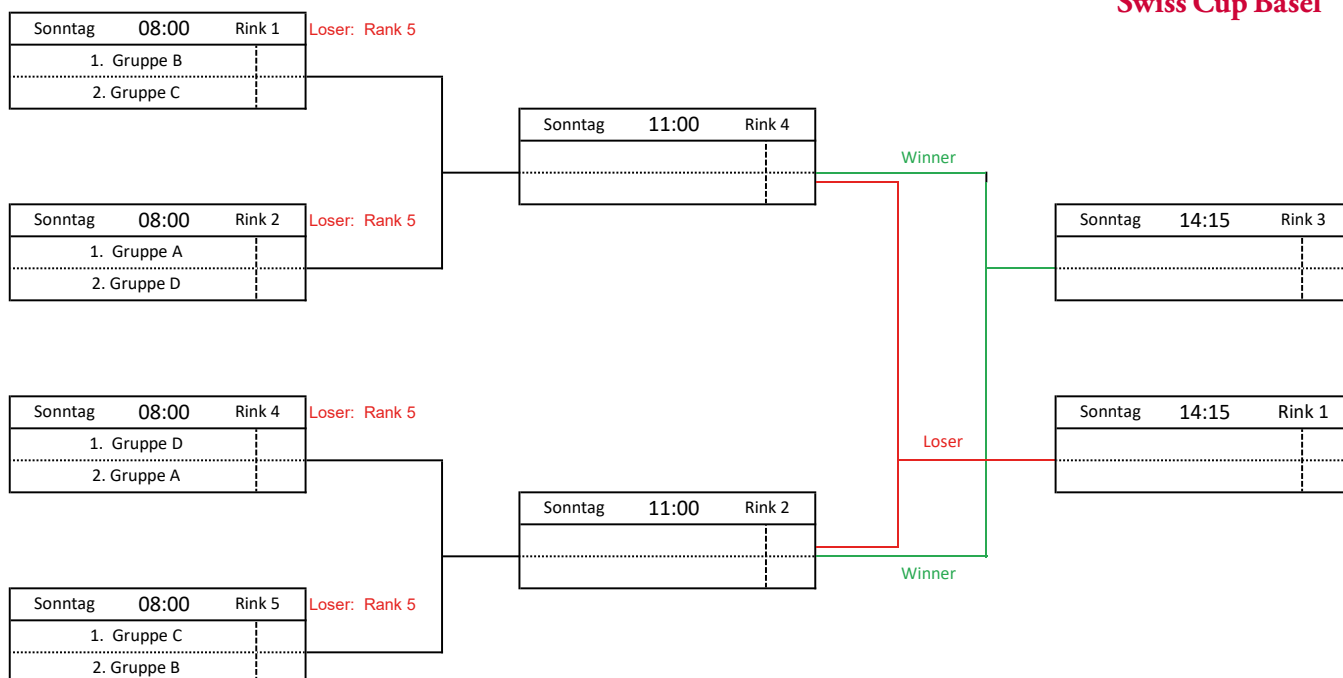 Swiss Cup Basel
Sonntag 08:00 Rink 1 Loser: Rank 5
1. Gruppe B
2. Gruppe C
Sonntag 11:00 Rink 4
Winner
Sonntag 08:00 Rink 2 Loser: Rank 5
1. Gruppe A
2. Gruppe D
Sonntag 14:15 Rink 3
Sonntag 08:00 Rink 4 Loser: Rank 5
1. Gruppe D
2. Gruppe A
Sonntag 14:15 Rink 1
Loser
Sonntag 11:00 Rink 2
Winner
Sonntag 08:00 Rink 5 Loser: Rank 5
1. Gruppe C
2. Gruppe B